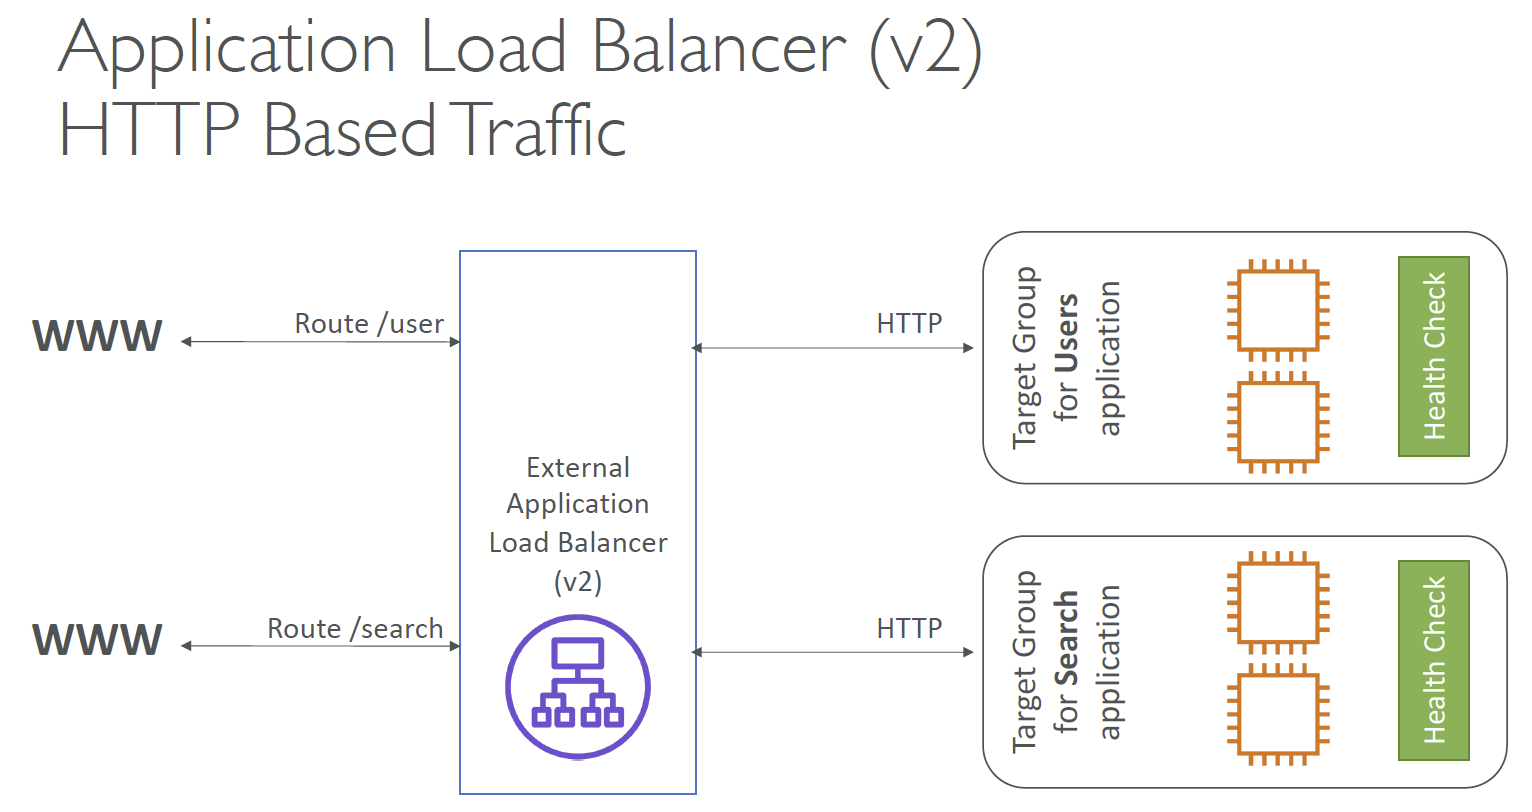 Application Load Balancer (v2)
HTTP Based Traffic
WWW
Route /user
HTTP
Target Group
for Users
application
Health Check
External
Application
Load Balancer
(v2)
WWW
Route /search
HTTP
Target Group
for Search
application
Health Check